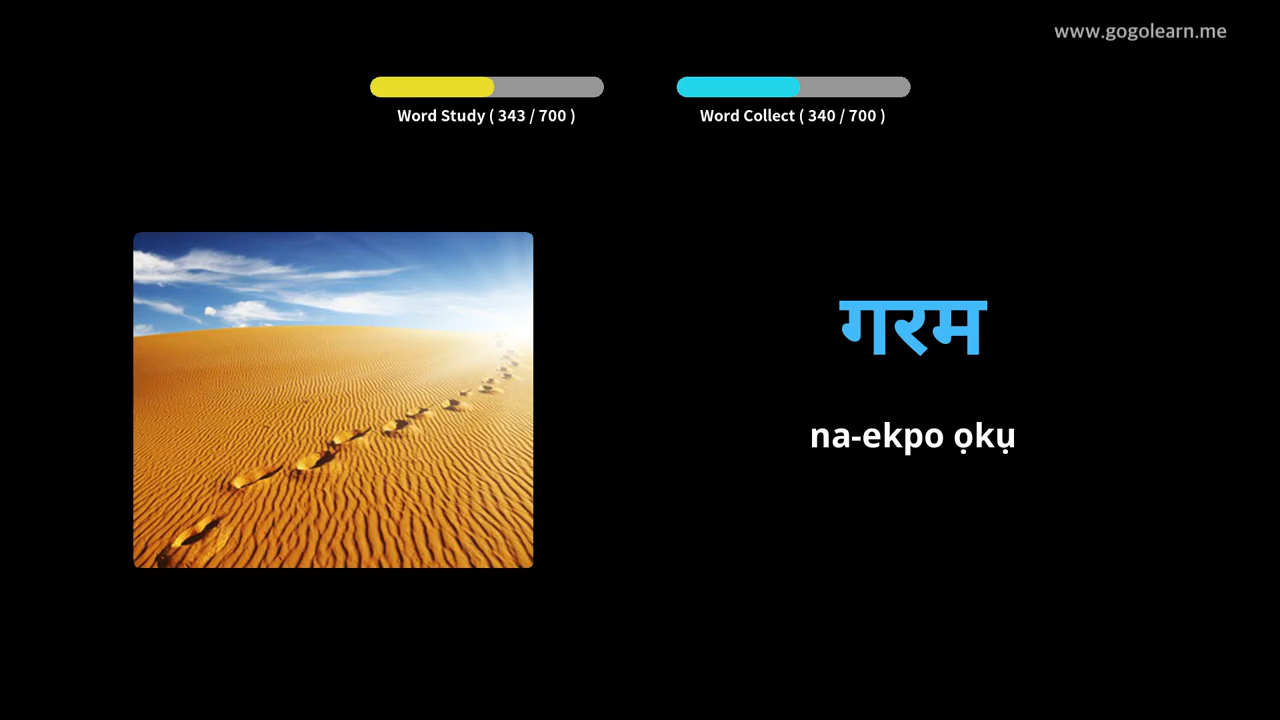 www.gogolearn.me
Word Study ( 343 / 700 )
Word Collect ( 340 / 700 )
गरम
na-ekpo ọkụ